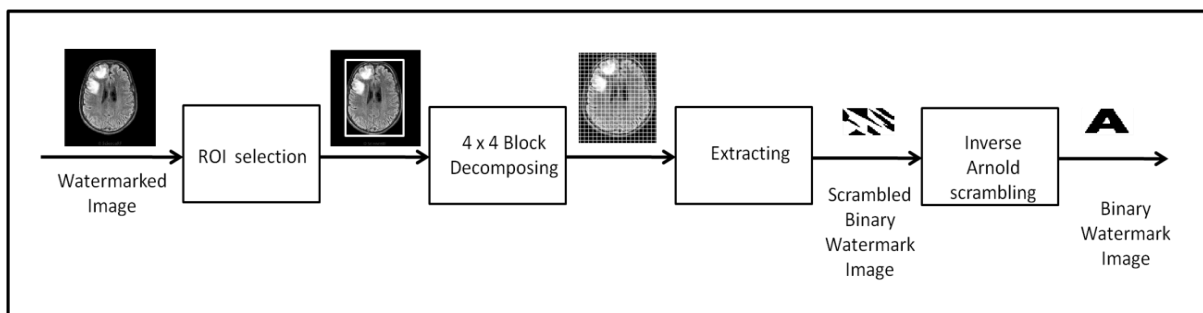 Watermarked
Image
ROI selection
4 x 4 Block
Decomposing
Extracting
Scrambled
Binary
Watermark
Image
Inverse
Arnold
scrambling
A
Binary
Watermark
Image